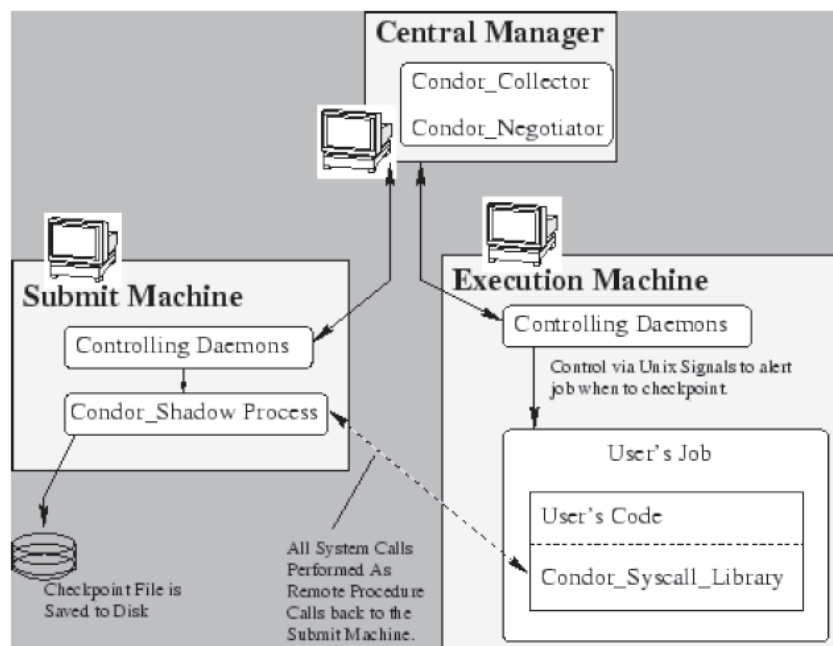 Central Manager
Condor_Collector
Condor_Negotiator
Submit Machine
Controlling Daemons
Condor_Shadow Process
Checkpoint File is
Saved to Disk
All System Calls
Performed As
Remote Procedure
Calls back to the
Submit Machine.
Execution Machine
Controlling Daemons
Control via Unix Signals to alert
job when to checkpoint.
User's Job
User's Code
Condor_Syscall_Library